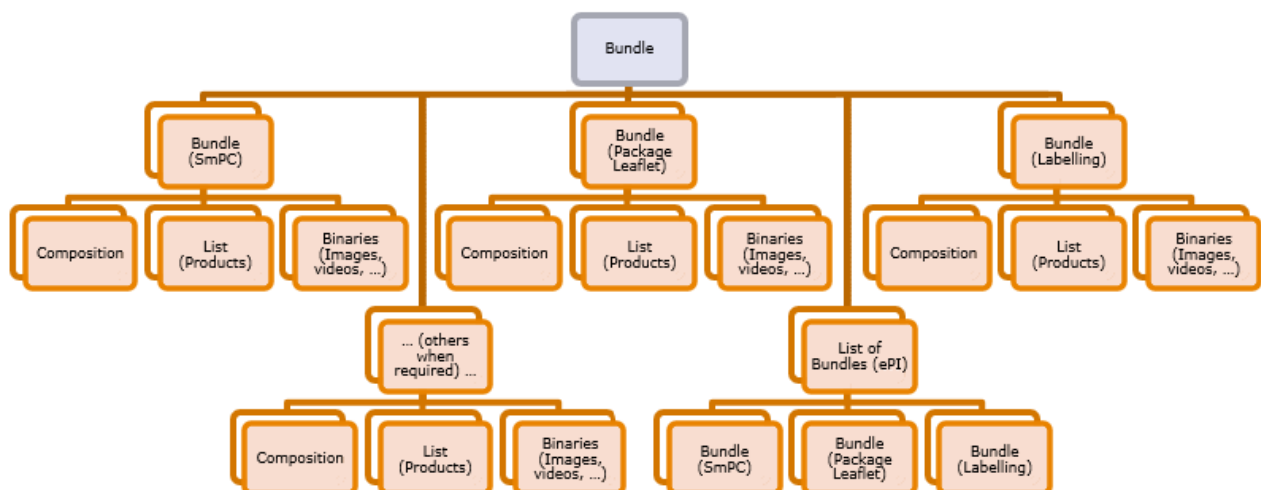 Bundle
Bundle
(SmPC)
Bundle
(Package
Leaflet)
Bundle
(Labelling)
Composition
List
(Products)
Binaries
(Images,
videos, ...)
Composition
List
(Products)
Binaries
(Images,
videos, ...)
Composition
List
(Products)
Binaries
(Images,
videos, ...)
... (others
when
required) ...
List of
Bundles (ePI)
Composition
List
(Products)
Binaries
(Images,
videos, ...)
Bundle
(SmPC)
Bundle
(Package
Leaflet)
Bundle
(Labelling)